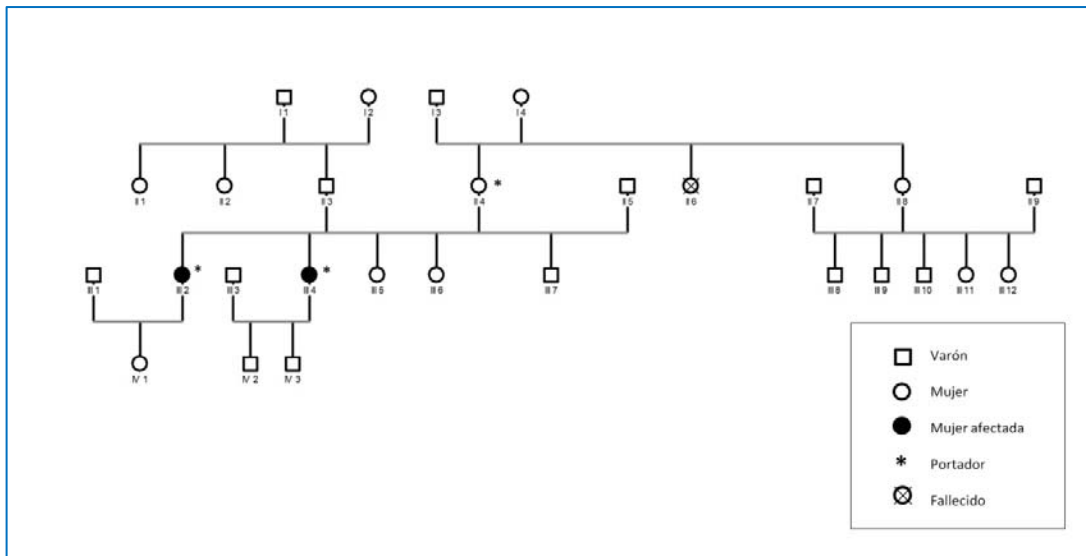 I 1 I 2 I 3 I 4
II 1 II 2 II 3 II 4 * II 5 II 6 II 7 II 8 II 9
III 1 III 2 * III 3 III 4 * III 5 III 6 III 7 III 8 III 9 III 10 III 11 III 12
IV 1 IV 2 IV 3
Varón
Mujer
Mujer afectada
* Portador
Fallecido